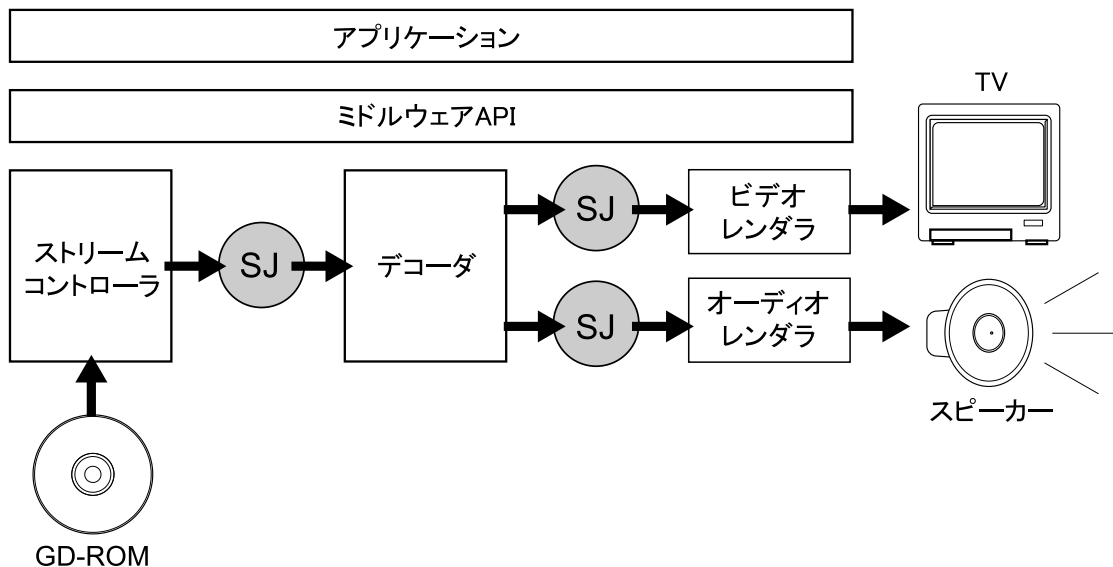 アプリケーション
ミドルウェアAPI
TV
ストリーム
コントローラ
SJ
デコーダ
SJ
ビデオ
レンダラ
SJ
オーディオ
レンダラ
スピーカー
GD-ROM